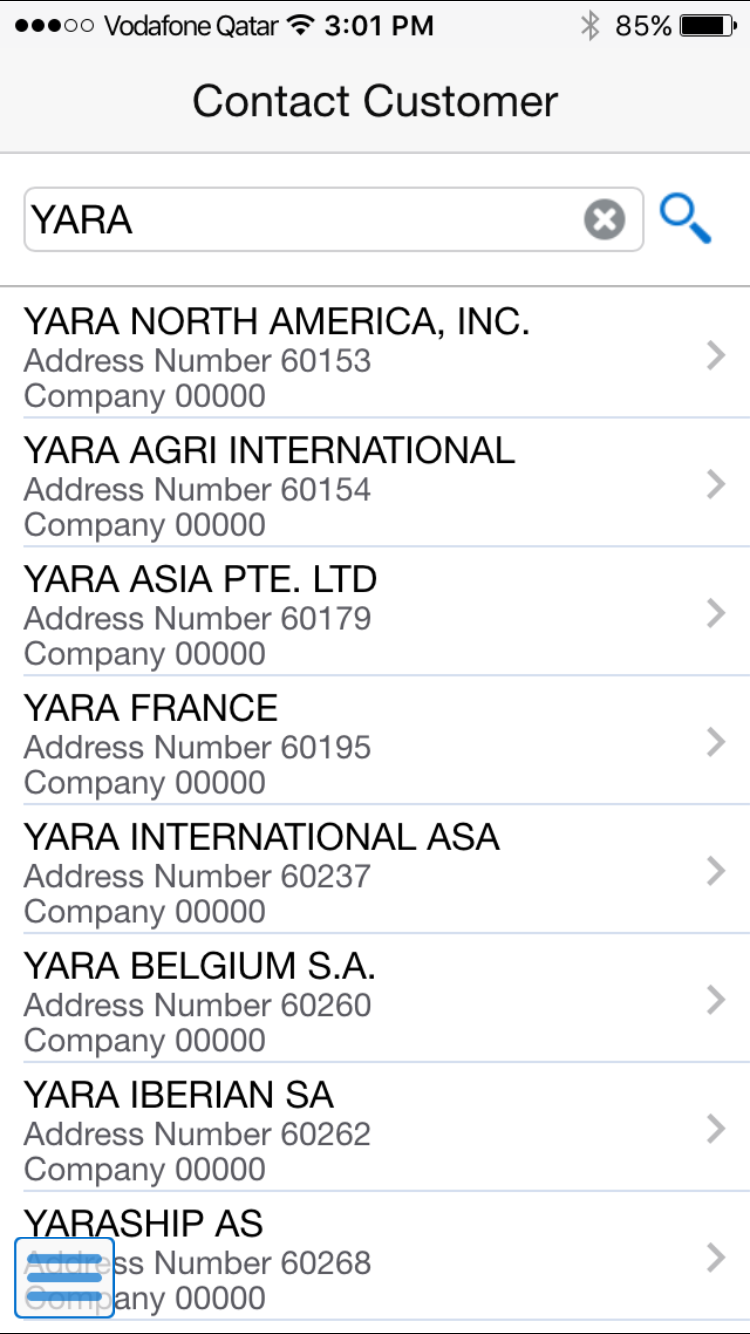 Vodafone Qatar 3:01 PM 85%
Contact Customer
YARA
YARA NORTH AMERICA, INC.
Address Number 60153
Company 00000
YARA AGRI INTERNATIONAL
Address Number 60154
Company 00000
YARA ASIA PTE. LTD
Address Number 60179
Company 00000
YARA FRANCE
Address Number 60195
Company 00000
YARA INTERNATIONAL ASA
Address Number 60237
Company 00000
YARA BELGIUM S.A.
Address Number 60260
Company 00000
YARA IBERIAN SA
Address Number 60262
Company 00000
YARASHIP AS
Address Number 60268
Company 00000